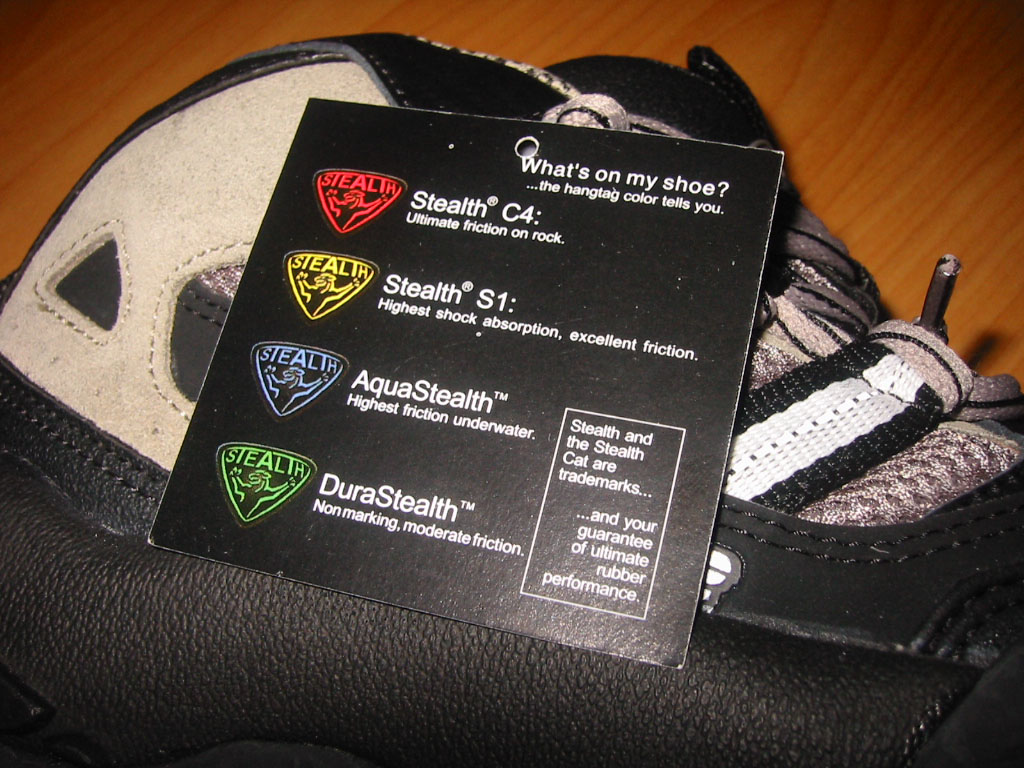 What's on my shoe?
...the hangtag color tells you.
STEALTH
Stealth® C4:
Ultimate friction on rock.
STEALTH
Stealth® S1:
Highest shock absorption, excellent friction.
STEALTH
AquaStealth™
Highest friction underwater.
STEALTH
DuraStealth™
Non marking, moderate friction.
Stealth and
the Stealth
Cat are
trademarks...
...and your
guarantee
of ultimate
rubber
performance.